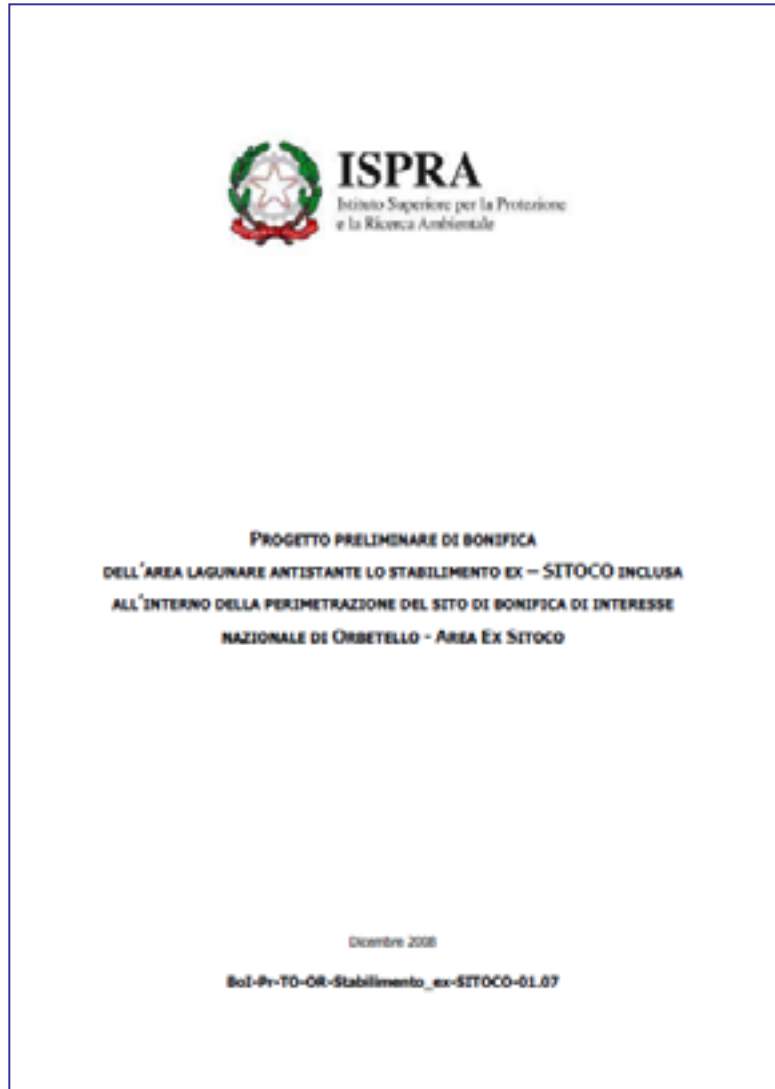 ISPRA
Istituto Superiore per la Protezione
e la Ricerca Ambientale
PROGETTO PRELIMINARE DI BONIFICA
DELL'AREA LAGUNARE ANTISTANTE LO STABILIMENTO EX – SITOCO INCLUSA
ALL'INTERNO DELLA PERIMETRAZIONE DEL SITO DI BONIFICA DI INTERESSE
NAZIONALE DI ORBETELLO - AREA EX SITOCO
Dicembre 2008
BoI-Pr-TO-OR-Stabilimento_ex-SITOCO-01.07